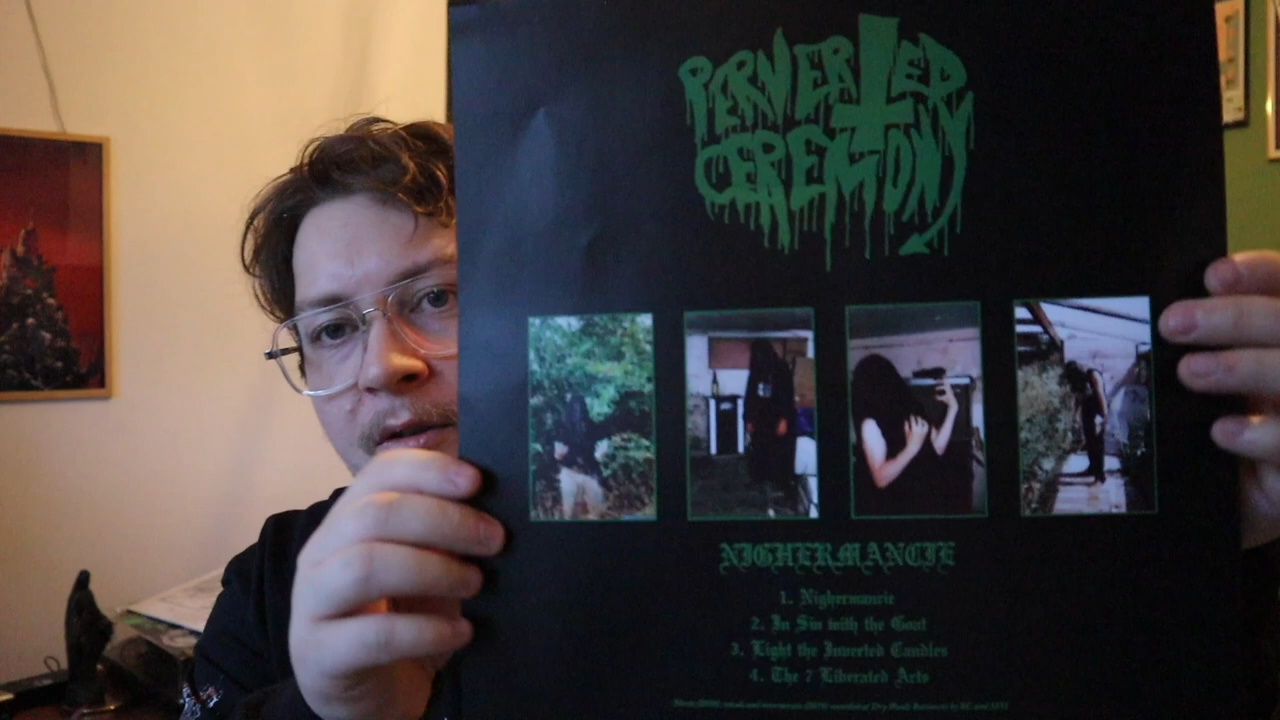 PERVERTED
CEREMONY
NIGHERMANCIE
1. Nighermancie
2. In Sin with the Goat
3. Light the Inverted Candles
4. The 7 Liberated Arts